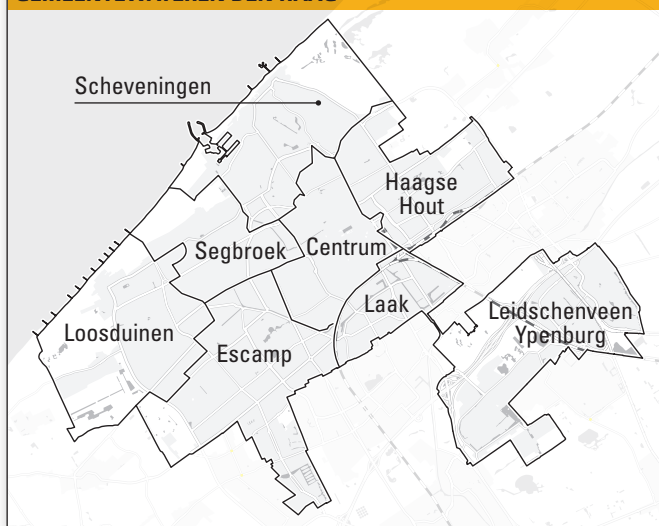 Scheveningen
Haagse
Hout
Segbroek
Centrum
Laak
Leidschenveen
Ypenburg
Loosduinen
Escamp